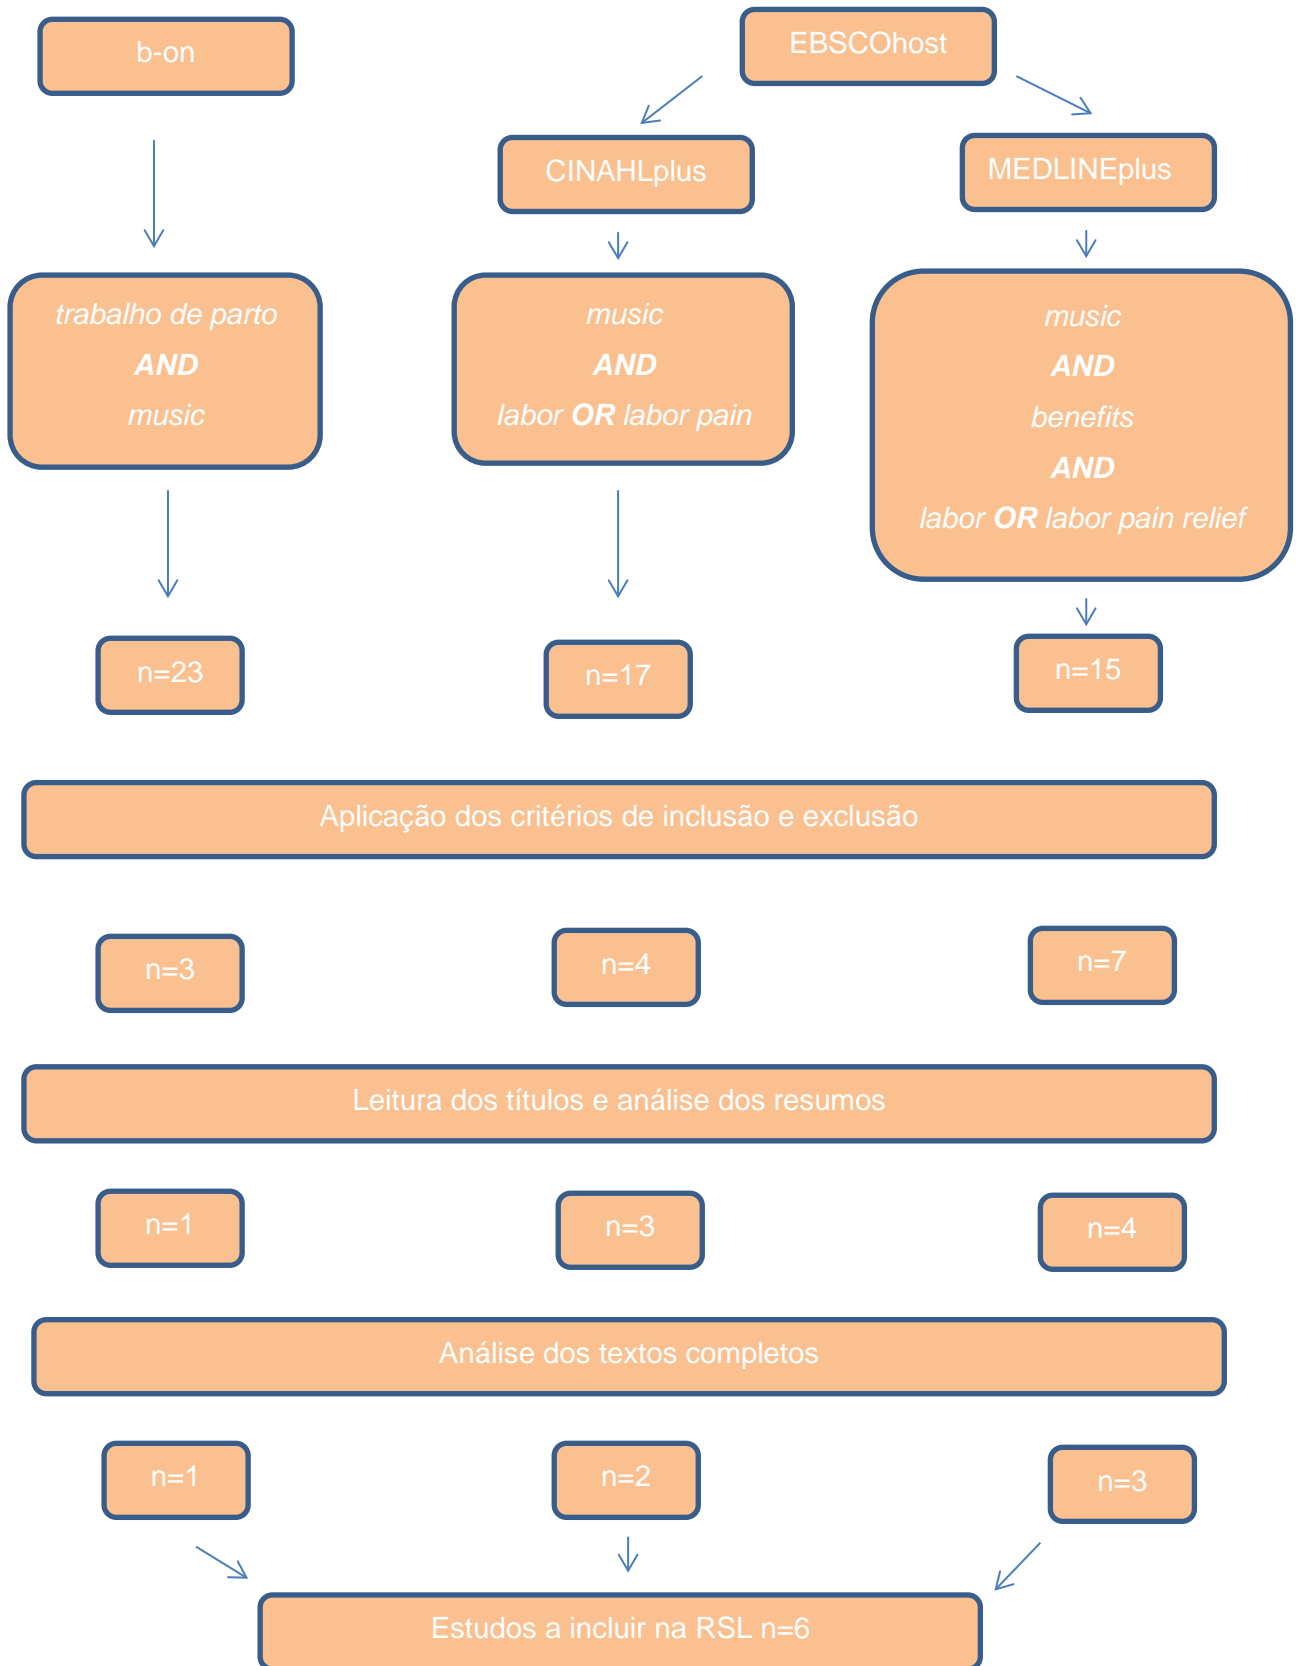 b-on
EBSCOhost
CINAHLplus
MEDLINEplus
trabalho de parto
AND
music
music
AND
labor OR labor pain
music
AND
benefits
AND
labor OR labor pain relief
n=23
n=17
n=15
Aplicação dos critérios de inclusão e exclusão
n=3
n=4
n=7
Leitura dos títulos e análise dos resumos
n=1
n=3
n=4
Análise dos textos completos
n=1
n=2
n=3
Estudos a incluir na RSL n=6